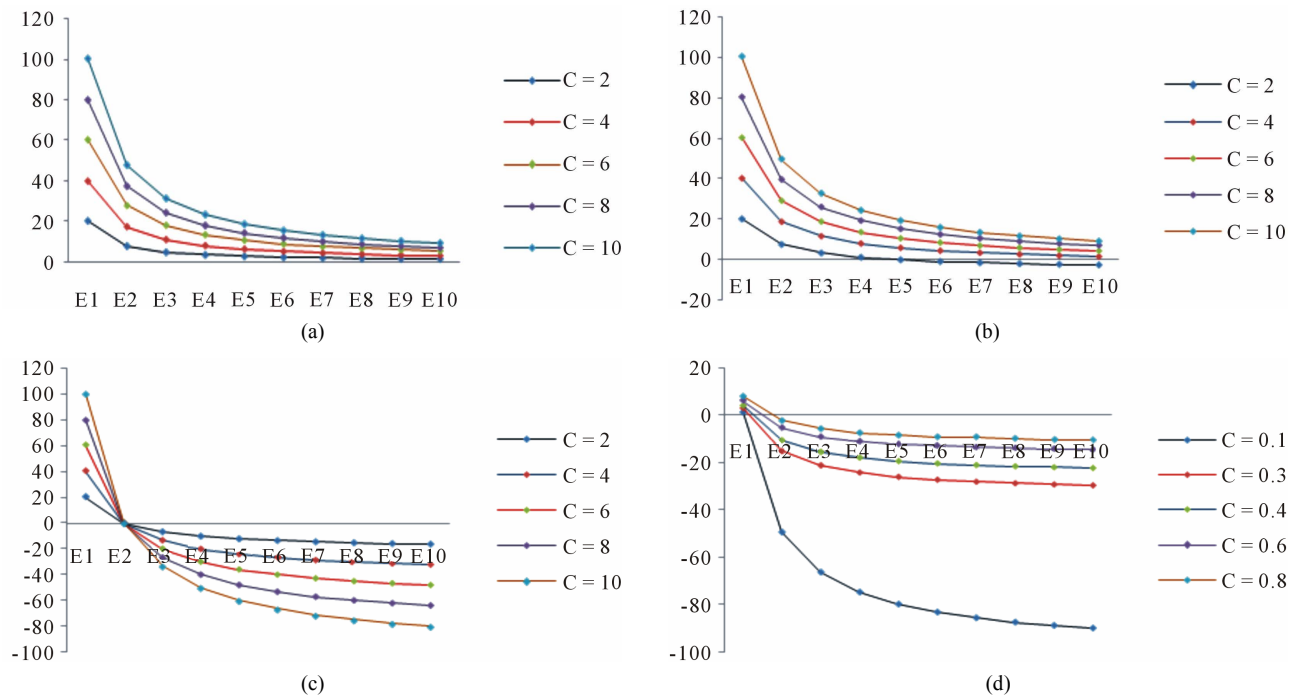 120
100
80
60
40
20
0
E1 E2 E3 E4 E5 E6 E7 E8 E9 E10
C = 2
C = 4
C = 6
C = 8
C = 10
(a)
120
100
80
60
40
20
0
-20
E1 E2 E3 E4 E5 E6 E7 E8 E9 E10
C = 2
C = 4
C = 6
C = 8
C = 10
(b)
120
100
80
60
40
20
0
-20
-40
-60
-80
-100
E1 E2 E3 E4 E5 E6 E7 E8 E9 E10
C = 2
C = 4
C = 6
C = 8
C = 10
(c)
20
0
-20
-40
-60
-80
-100
E1 E2 E3 E4 E5 E6 E7 E8 E9 E10
C = 0.1
C = 0.3
C = 0.4
C = 0.6
C = 0.8
(d)